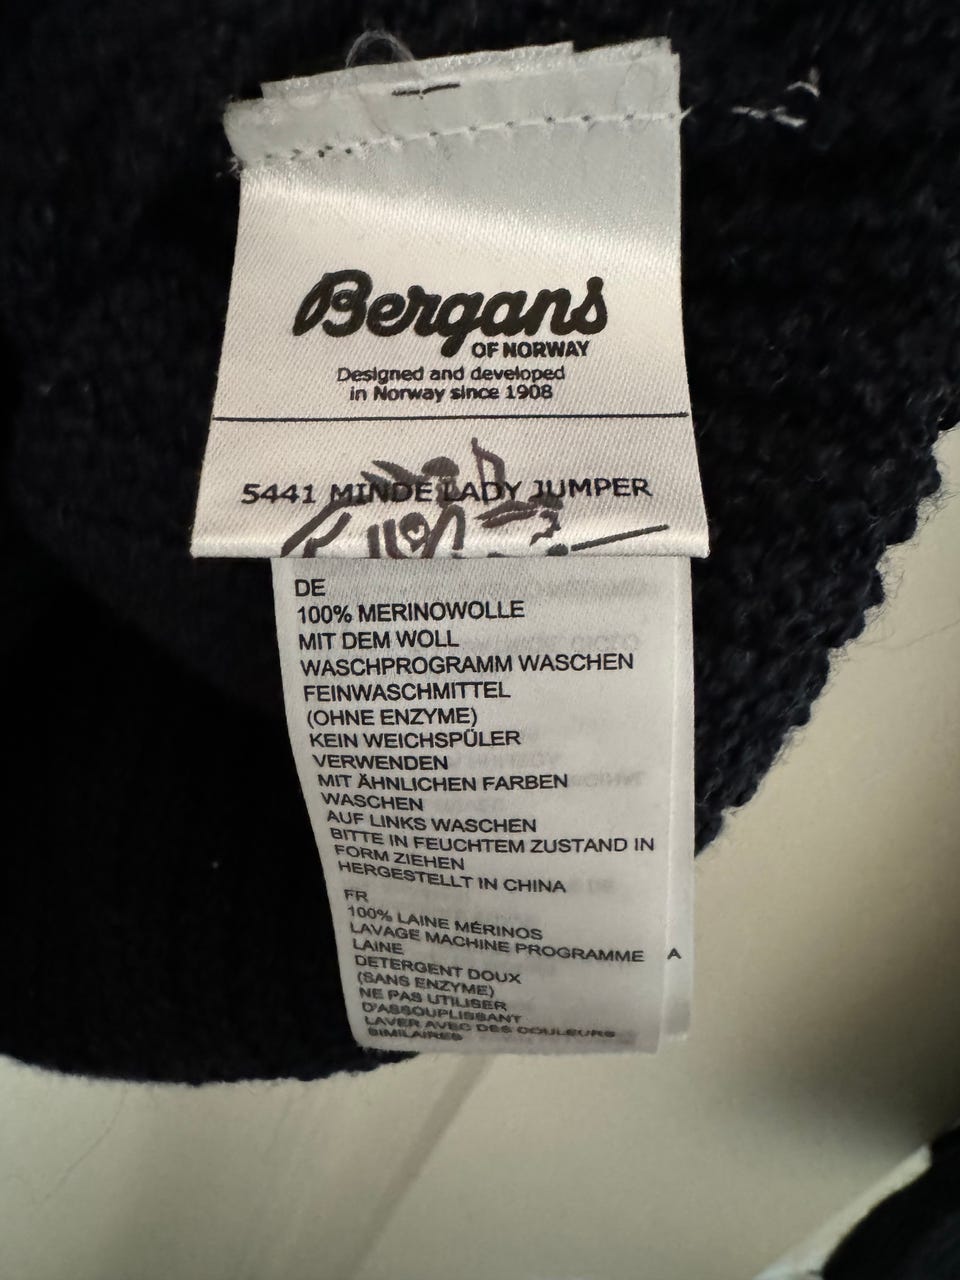 Bergans
OF NORWAY
Designed and developed
in Norway since 1908
5441 MINDE LADY JUMPER
DE
100% MERINOWOLLE
MIT DEM WOLL
WASCHPROGRAMM WASCHEN
FEINWASCHMITTEL
(OHNE ENZYME)
KEIN WEICHSPÜLER
VERWENDEN
MIT ÄHNLICHEN FARBEN
WASCHEN
AUF LINKS WASCHEN
BITTE IN FEUCHTEM ZUSTAND IN
FORM ZIEHEN
HERGESTELLT IN CHINA
FR
100% LAINE MÉRINOS
LAVAGE MACHINE PROGRAMME
LAINE
DETERGENT DOUX
(SANS ENZYME)
NE PAS UTILISER
D'ASSOUPLISSANT
LAVER AVEC DES COULEURS
SIMILAIRES
A